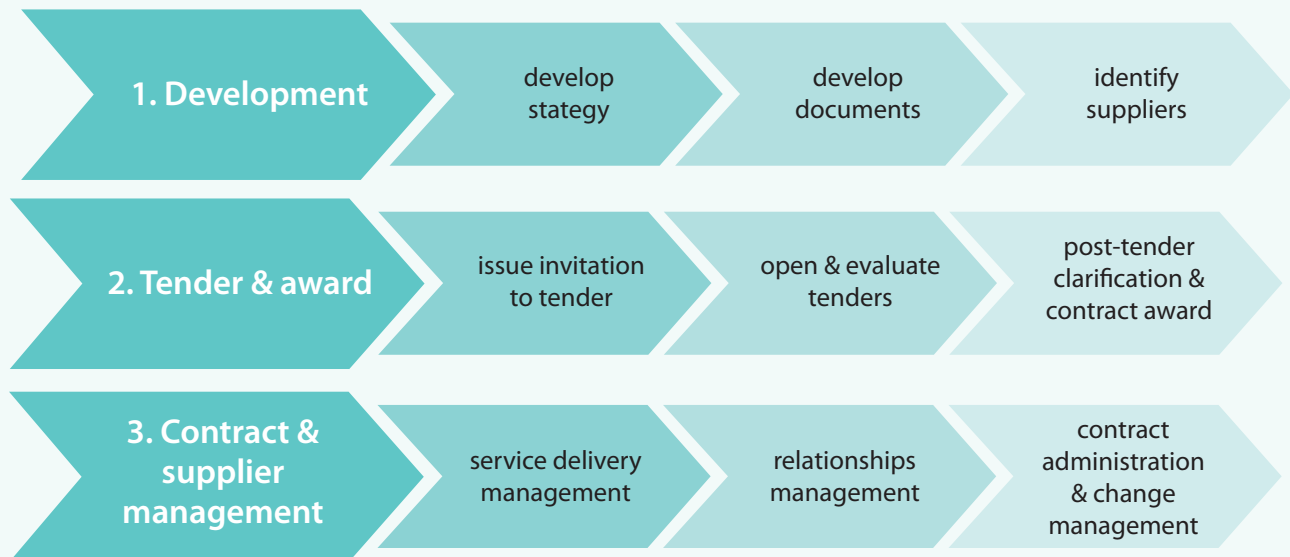 1. Development
develop
stategy
develop
documents
identify
suppliers
2. Tender & award
issue invitation
to tender
open & evaluate
tenders
post-tender
clarification &
contract award
3. Contract &
supplier
management
service delivery
management
relationships
management
contract
administration
& change
management